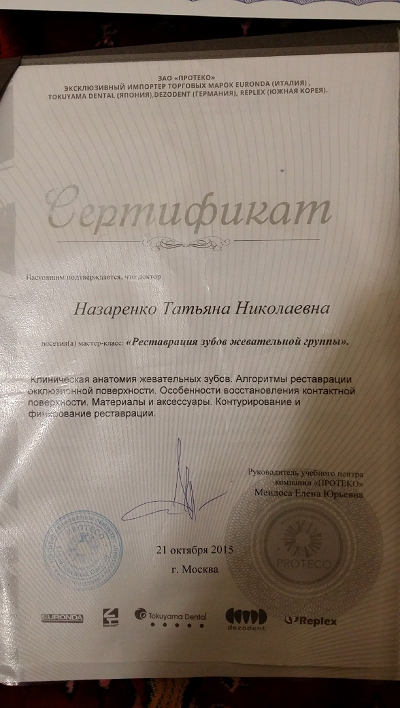 ЗАО «ПРОТЕКО»
ЭКСКЛЮЗИВНЫЙ ИМПОРТЕР ТОРГОВЫХ МАРОК EURONDA (ИТАЛИЯ) ,
TOKUYAMA DENTAL (ЯПОНИЯ),DEZODENT (ГЕРМАНИЯ), REPLEX (ЮЖНАЯ КОРЕЯ).
Сертификат
Настоящим подтверждается, что доктор
Назаренко Татьяна Николаевна
посетил(а) мастер-класс: «Реставрация зубов жевательной группы».
Клиническая анатомия жевательных зубов. Алгоритмы реставрации
окклюзионной поверхности. Особенности восстановления контактной
поверхности. Материалы и аксессуары. Контурирование и
финирование реставрации.
Руководитель учебного центра
компании «ПРОТЕКО»
Мендоса Елена Юрьевна
PROTECO
21 октября 2015
г. Москва
EURONDA
Tokuyama Dental
dezodent
Replex